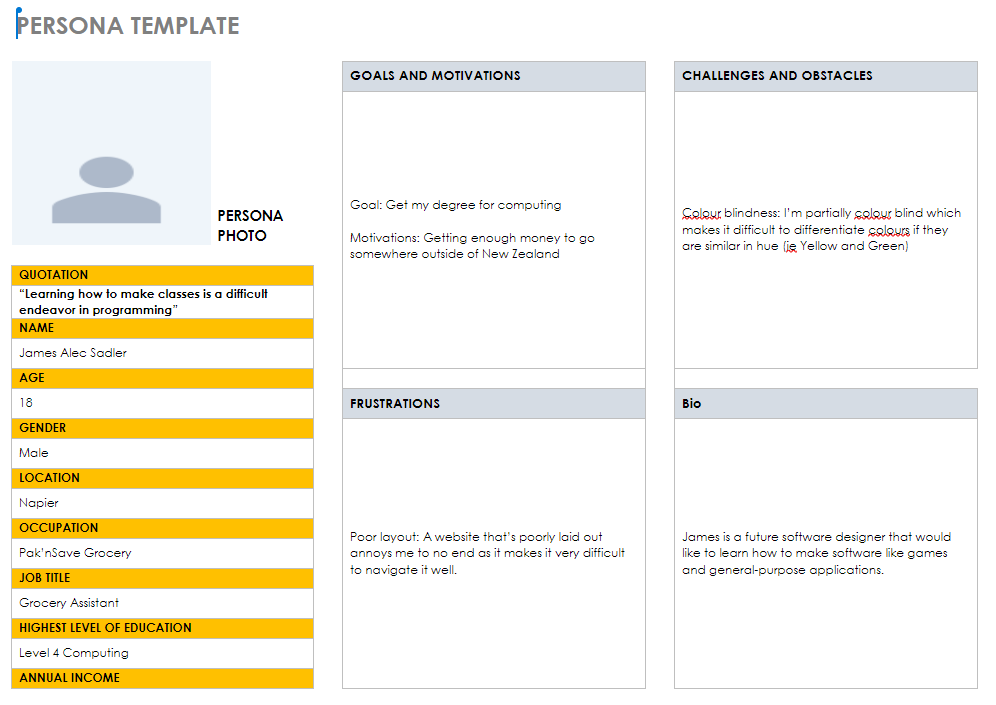 PERSONA TEMPLATE
PERSONA
PHOTO
QUOTATION
“Learning how to make classes is a difficult
endeavor in programming”
NAME
James Alec Sadler
AGE
18
GENDER
Male
LOCATION
Napier
OCCUPATION
Pak’nSave Grocery
JOB TITLE
Grocery Assistant
HIGHEST LEVEL OF EDUCATION
Level 4 Computing
ANNUAL INCOME
GOALS AND MOTIVATIONS
Goal: Get my degree for computing
Motivations: Getting enough money to go
somewhere outside of New Zealand
FRUSTRATIONS
Poor layout: A website that’s poorly laid out
annoys me to no end as it makes it very difficult
to navigate it well.
CHALLENGES AND OBSTACLES
Colour blindness: I’m partially colour blind which
makes it difficult to differentiate colours if they
are similar in hue (ie Yellow and Green)
Bio
James is a future software designer that would
like to learn how to make software like games
and general-purpose applications.